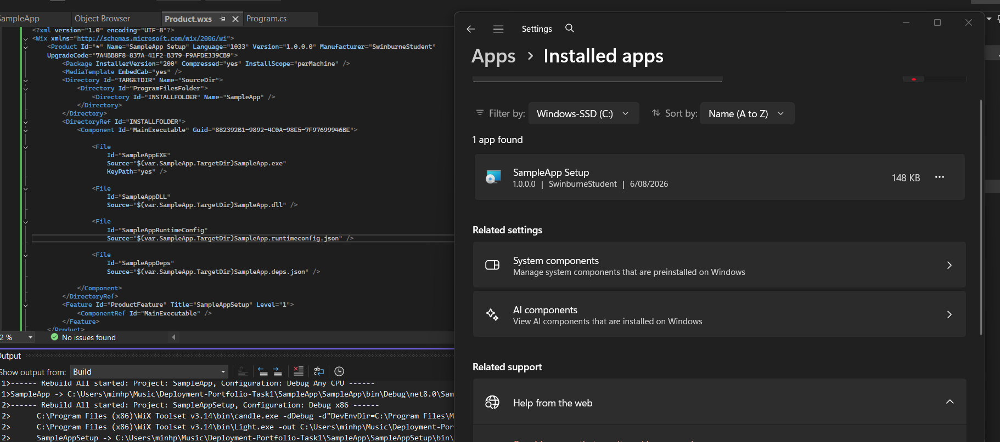 SampleApp
Object Browser
Product.wxs
Program.cs
<?xml version="1.0" encoding="UTF-8"?>
<Wix xmlns="http://schemas.microsoft.com/wix/2006/wi">
<Product Id="*" Name="SampleApp Setup" Language="1033" Version="1.0.0.0" Manufacturer="SwinburneStudent"
UpgradeCode="7A4BB8F8-837A-41F2-B379-F9AFDE339CB9">
<Package InstallerVersion="200" Compressed="yes" InstallScope="perMachine" />
<MediaTemplate EmbedCab="yes" />
<Directory Id="TARGETDIR" Name="SourceDir">
<Directory Id="ProgramFilesFolder">
<Directory Id="INSTALLFOLDER" Name="SampleApp" />
</Directory>
</Directory>
<DirectoryRef Id="INSTALLFOLDER">
<Component Id="MainExecutable" Guid="882392B1-9892-4C0A-98E5-7F97699946BE">
<File
Id="SampleAppEXE"
Source="$(var.SampleApp.TargetDir)SampleApp.exe"
KeyPath="yes" />
<File
Id="SampleAppDLL"
Source="$(var.SampleApp.TargetDir)SampleApp.dll" />
<File
Id="SampleAppRuntimeConfig"
Source="$(var.SampleApp.TargetDir)SampleApp.runtimeconfig.json" />
<File
Id="SampleAppDeps"
Source="$(var.SampleApp.TargetDir)SampleApp.deps.json" />
</Component>
</DirectoryRef>
<Feature Id="ProductFeature" Title="SampleAppSetup" Level="1">
<ComponentRef Id="MainExecutable" />
</Feature>
</Product>
2 %
No issues found
Output
Show output from: Build
1>------ Rebuild All started: Project: SampleApp, Configuration: Debug Any CPU ------
1>SampleApp -> C:\Users\minhp\Music\Deployment-Portfolio-Task1\SampleApp\SampleApp\bin\Debug\net8.0\Sam
2>------ Rebuild All started: Project: SampleAppSetup, Configuration: Debug x86 ------
2> C:\Program Files (x86)\WiX Toolset v3.14\bin\candle.exe -dDebug -d"DevEnvDir=C:\Program Files\M
2> C:\Program Files (x86)\WiX Toolset v3.14\bin\Light.exe -out C:\Users\minhp\Music\Deployment-Por
2> SampleAppSetup -> C:\Users\minhp\Music\Deployment-Portfolio-Task1\SampleApp\SampleAppSetup\bin\
Settings
Apps > Installed apps
Filter by: Windows-SSD (C:)
Sort by: Name (A to Z)
1 app found
SampleApp Setup
1.0.0.0 | SwinburneStudent | 6/08/2026
148 KB
Related settings
System components
Manage system components that are preinstalled on Windows
AI components
View AI components that are installed on Windows
Related support
Help from the web